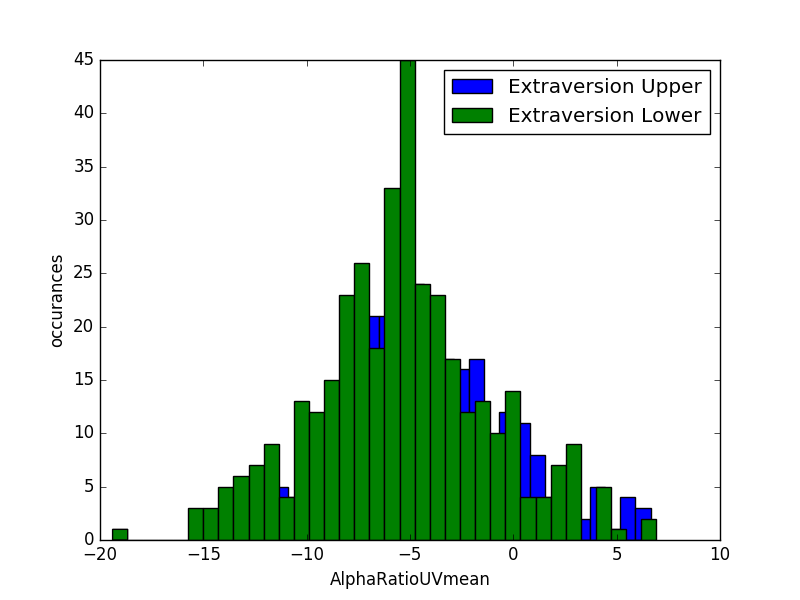 45
40
35
30
25
20
15
10
5
0
occurances
Extraversion Upper
Extraversion Lower
−20 −15 −10 −5 0 5 10
AlphaRatioUVmean